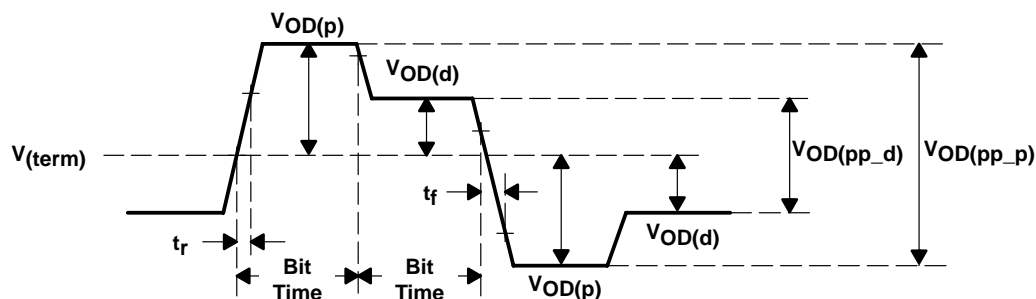 VOD(p)
VOD(d)
V(term)
VOD(pp_d)
VOD(pp_p)
tf
tr
VOD(d)
Bit
Time
Bit
Time
VOD(p)